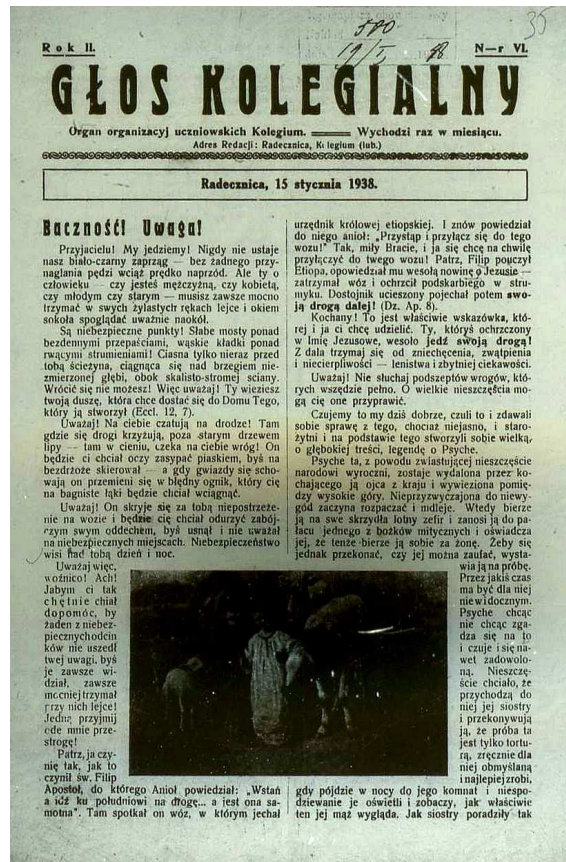 35
500
19/I, 38
Rok II.
N—r VI.
GŁOS KOLEGIALNY
Organ organizacyj uczniowskich Kolegium. Wychodzi raz w miesiącu.
Adres Redacji: Radecznica, Kolegium (lub.)
Radecznica, 15 stycznia 1938.
Baczność! Uwaga!
Przyjacielu! My jedziemy! Nigdy nie ustaje
nasz biało-czarny zaprząg — bez żadnego przy-
naglania pędzi wciąż prędko naprzód. Ale ty o
człowieku — czy jesteś mężczyzną, czy kobietą,
czy młodym czy starym — musisz zawsze mocno
trzymać w swych żylastych rękach lejce i okiem
sokoła spoglądać uważnie naokół.
Są niebezpieczne punkty! Słabe mosty ponad
bezdennymi przepaściami, wąskie kładki ponad
rwącymi strumieniami! Ciasna tylko nieraz przed
tobą ścieżyna, ciągnąca się nad brzegiem nie-
zmierzonej głębi, obok skalisto-stromej sciany.
Wrócić się nie możesz! Więc uważaj! Ty wieziesz
twoją duszę, która chce dostać się do Domu Tego,
który ją stworzył (Eccl. 12, 7).
Uważaj! Na ciebie czatują na drodze! Tam
gdzie się drogi krzyżują, poza starym drzewem
lipy — tam w cieniu, czeka na ciebie wróg! On
będzie ci chciał oczy zasypać piaskiem, byś na
bezdroże skierował — a gdy gwiazdy się scho-
wają on przemieni się w błędny ognik, który cię
na bagniste łąki będzie chciał wciągnąć.
Uważaj! On skryje się za tobą niepostrzeże-
nie na wozie i będzie cię chciał odurzyć zabój-
czym swym oddechem, byś usnął i nie uważał
na niebezpiecznych miejscach. Niebezpieczeństwo
wisi nad tobą dzień i noc.
Uważaj więc,
woźnico! Ach!
Jabym ci tak
chętnie chiał
dopomóc, by
żaden z niebez-
piecznychodcin
ków nie uszedł
twej uwagi, byś
je zawsze wi-
dział, zawsze
mocniej trzymał
przy nich lejce!
Jedną przyjmij
ode mnie prze-
strogę!
Patrz, ja czy-
nię tak, jak to
czynił św. Filip
Apostoł, do którego Anioł powiedział: „Wstań
a idź ku południowi na drogę... a jest ona sa-
motna". Tam spotkał on wóz, w którym jechał
urzędnik królowej etiopskiej. I znów powiedział
do niego anioł: „Przystąp i przyłącz się do tego
wozu!" Tak, miły Bracie, i ja się chcę na chwilę
przyłączyć do twego wozu! Patrz, Filip pouczył
Etiopa, opowiedział mu wesołą nowinę o Jezusie —
zatrzymał wóz i ochrzcił podskarbiego w stru-
myku. Dostojnik ucieszony pojechał potem swo-
ją drogą dalej! (Dz. Ap. 8).
Kochany! To jest właściwie wskazówka, któ-
rej i ja ci chcę udzielić. Ty, któryś ochrzczony
w Imię Jezusowe, wesoło jedź swoją drogą!
Z dala trzymaj się od zniechęcenia, zwątpienia
i niecierpliwości — lenistwa i zbytniej ciekawości.
Uważaj! Nie słuchaj podszeptów wrogów, któ-
rych wszędzie pełno. O wielkie nieszczęścia mo-
gą cię one przyprawić.
Czujemy to my dziś dobrze, czuli to i zdawali
sobie sprawę z tego, chociaż niejasno, i staro-
żytni i na podstawie tego stworzyli sobie wielką,
o głębokiej treści, legendę o Psyche.
Psyche ta, z powodu zwiastującej nieszczęście
narodowi wyroczni, zostaje wydalona przez ko-
chającego ją ojca z kraju i wywieziona pomię-
dzy wysokie góry. Nieprzyzwyczajona do niewy-
gód zaczyna rozpaczać i mdleje. Wtedy bierze
ją na swe skrzydła lotny zefir i zanosi ją do pa-
łacu jednego z bożków mitycznych i oświadcza
jej, że tenże bierze ją sobie za żonę. Żeby się
jednak przekonać, czy jej można zaufać, wysta-
wia ją na próbę.
Przez jakiś czas
ma być dla niej
niewidocznym.
Psyche chcąc
nie chcąc zga-
dza się na to
i czuje i się na-
wet zadowolo-
ną. Nieszczę-
ście chciało, że
przychodzą do
niej jej siostry
i przekonywują
ją, że próba ta
jest tylko tortu-
rą, zręcznie dla
niej obmyślaną
i najlepiej zrobi,
gdy pójdzie w nocy do jego komnat i niespo-
dziewanie je oświetli i zobaczy, jak właściwie
ten jej mąż wygląda. Jak siostry poradziły tak